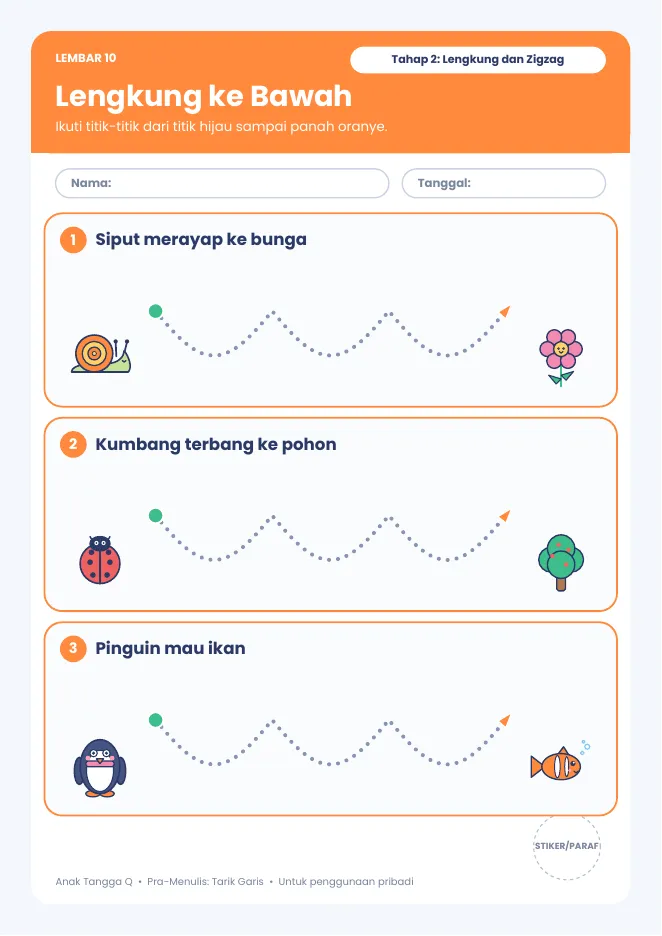 LEMBAR 10
Tahap 2: Lengkung dan Zigzag
Lengkung ke Bawah
Ikuti titik-titik dari titik hijau sampai panah oranye.
Nama:
Tanggal:
1 Siput merayap ke bunga
2 Kumbang terbang ke pohon
3 Pinguin mau ikan
STIKER/PARAF
Anak Tangga Q • Pra-Menulis: Tarik Garis • Untuk penggunaan pribadi